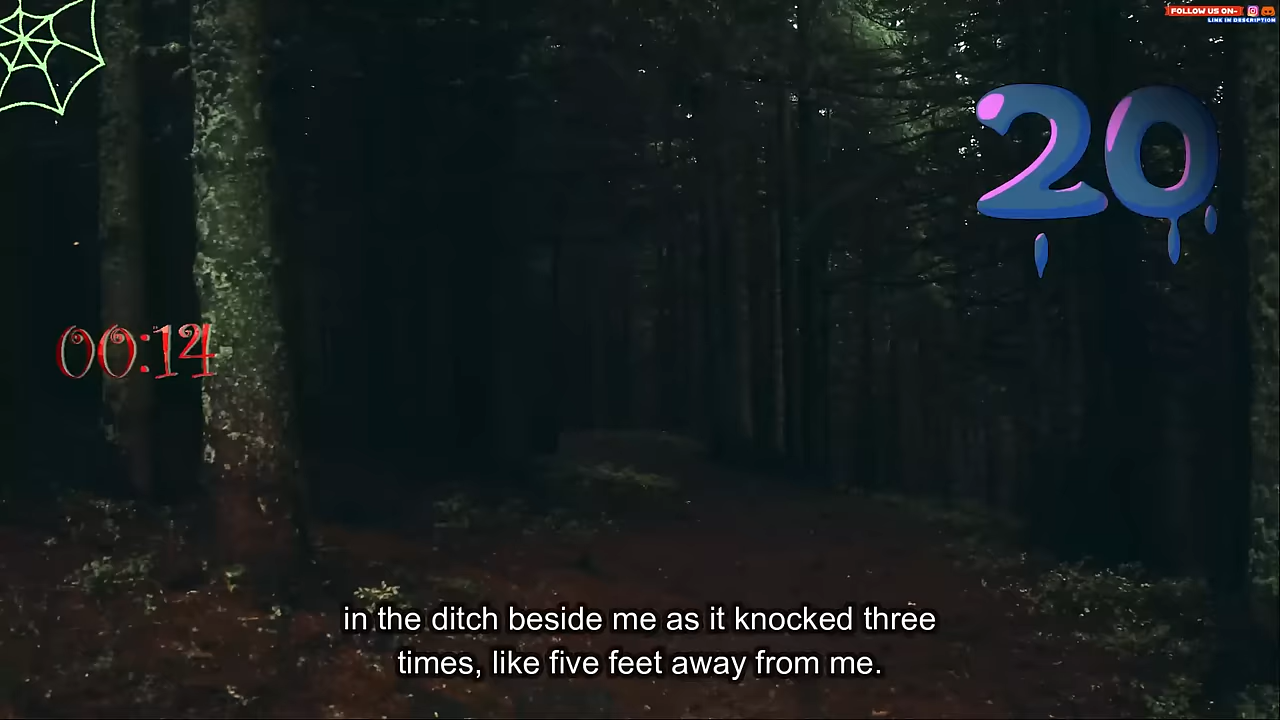 FOLLOW US ON-
LINK IN DESCRIPTION
20
00:14
in the ditch beside me as it knocked three
times, like five feet away from me.